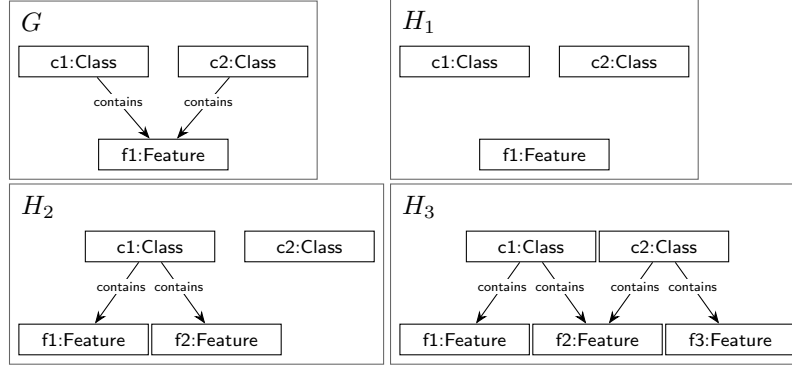 G
c1:Class c2:Class
contains contains
f1:Feature
H1
c1:Class c2:Class
f1:Feature
H2
c1:Class c2:Class
contains contains
f1:Feature f2:Feature
H3
c1:Class c2:Class
contains contains contains contains
f1:Feature f2:Feature f3:Feature